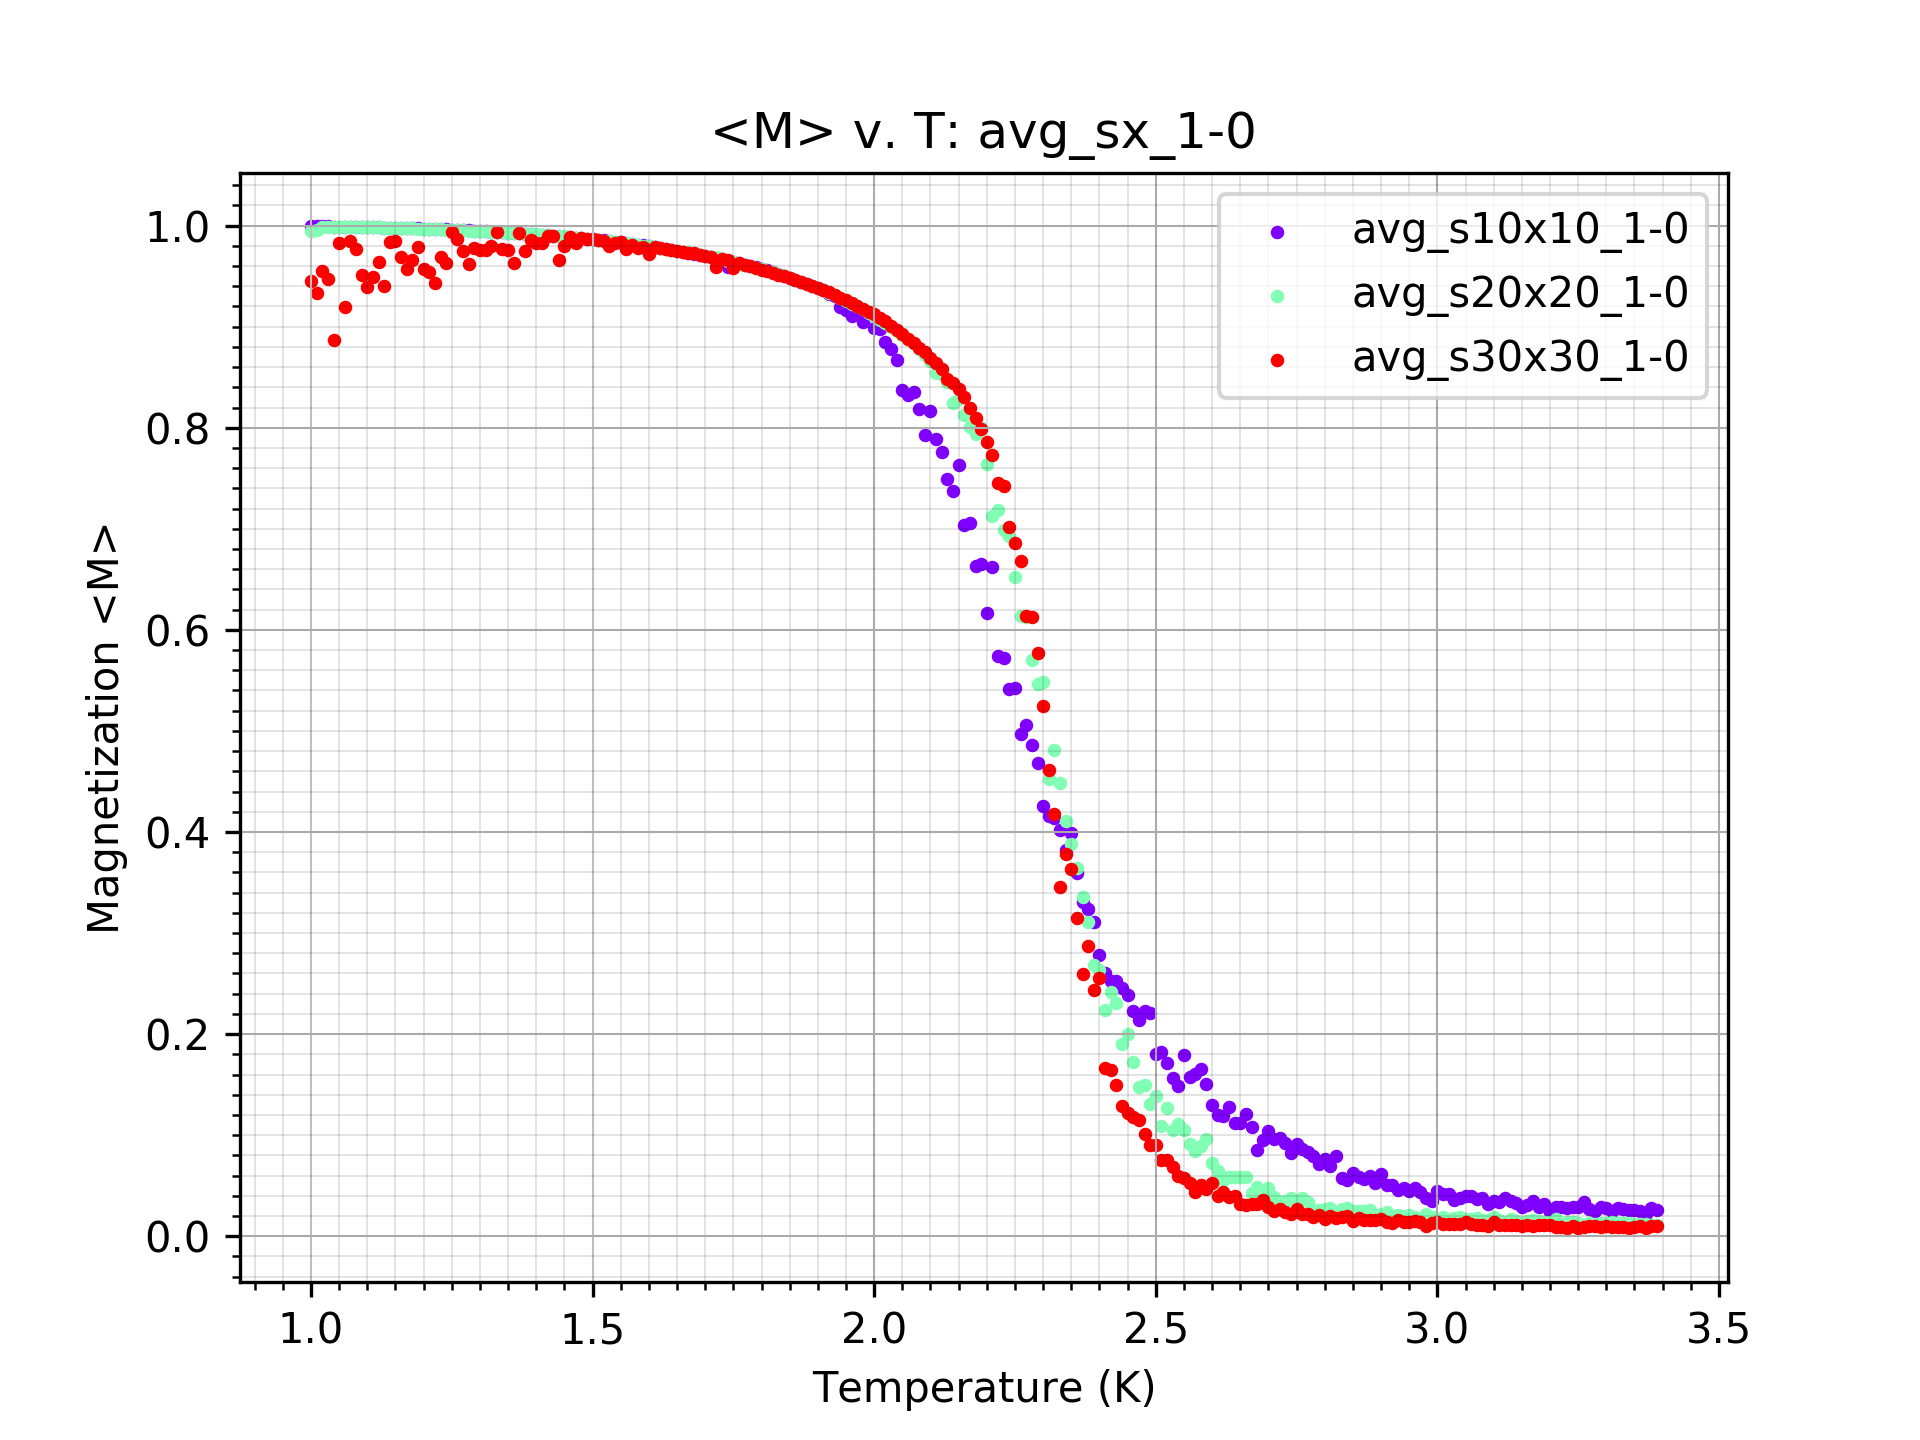 <M> v. T: avg_sx_1-0
avg_s10x10_1-0
avg_s20x20_1-0
avg_s30x30_1-0
Magnetization <M>
1.0
0.8
0.6
0.4
0.2
0.0
1.0 1.5 2.0 2.5 3.0 3.5
Temperature (K)